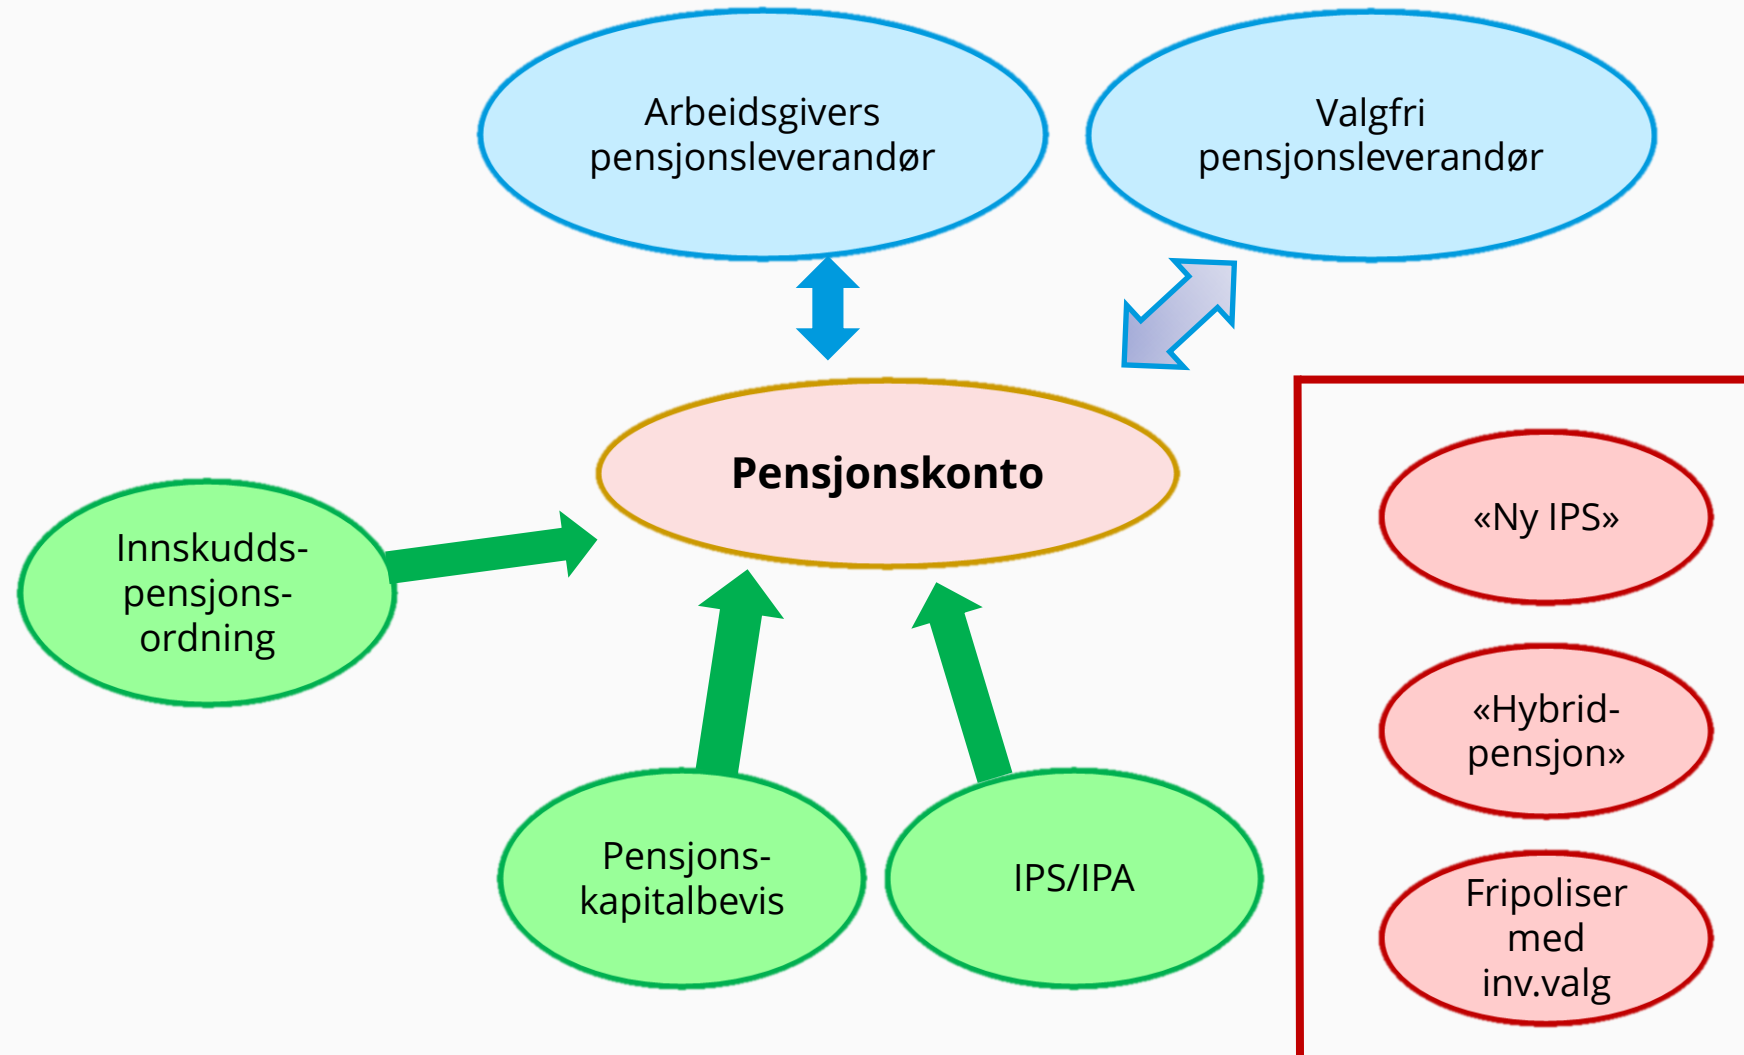 Arbeidsgivers
pensjonsleverandør
Valgfri
pensjonsleverandør
Pensjonskonto
Innskudds-
pensjons-
ordning
Pensjons-
kapitalbevis
IPS/IPA
«Ny IPS»
«Hybrid-
pensjon»
Fripoliser
med
inv.valg